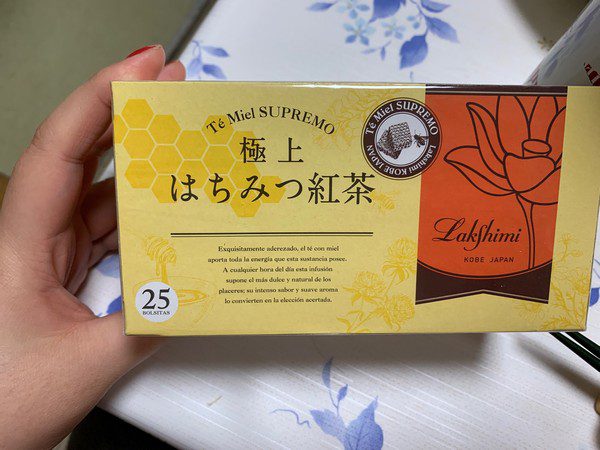 Té Miel SUPREMO
極上
はちみつ紅茶
Exquisitamente aderezado, el té con miel
aporta toda la energia que esta sustancia posee.
A cualquier hora del día esta infusión
supone el más dulce y natural de los
placeres; su intenso sabor y suave aroma
lo convierten en la elección acertada.
25
BOLSITAS
Té Miel SUPREMO
Lakshimi KOBE JAPAN
Lakshimi
KOBE JAPAN